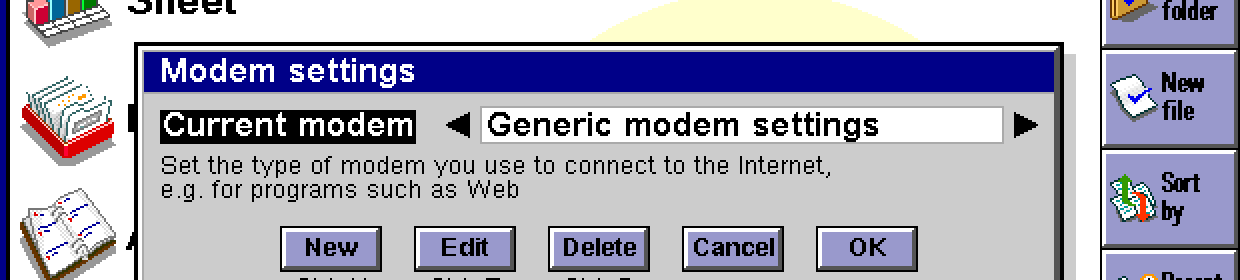 Sheet
folder
Modem settings
New
file
Current modem
Generic modem settings
Set the type of modem you use to connect to the Internet,
e.g. for programs such as Web
Sort
by
New
Edit
Delete
Cancel
OK